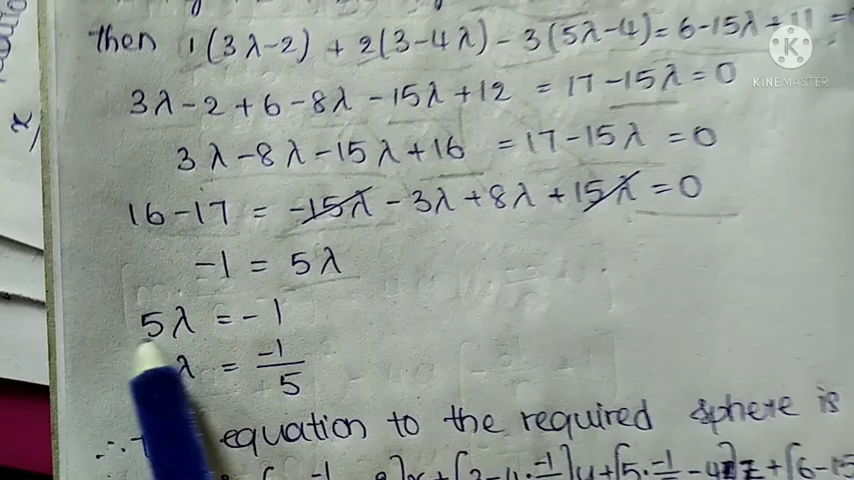 then 1(3λ-2) + 2(3-4λ) - 3(5λ-4) = 6-15λ+11 =
KINEMASTER
3λ-2+6-8λ-15λ+12 = 17-15λ = 0
3λ-8λ-15λ+16 = 17-15λ = 0
16-17 = -15λ-3λ+8λ+15λ = 0
-1 = 5λ
5λ = -1
λ = -1/5
∴ equation to the required sphere is